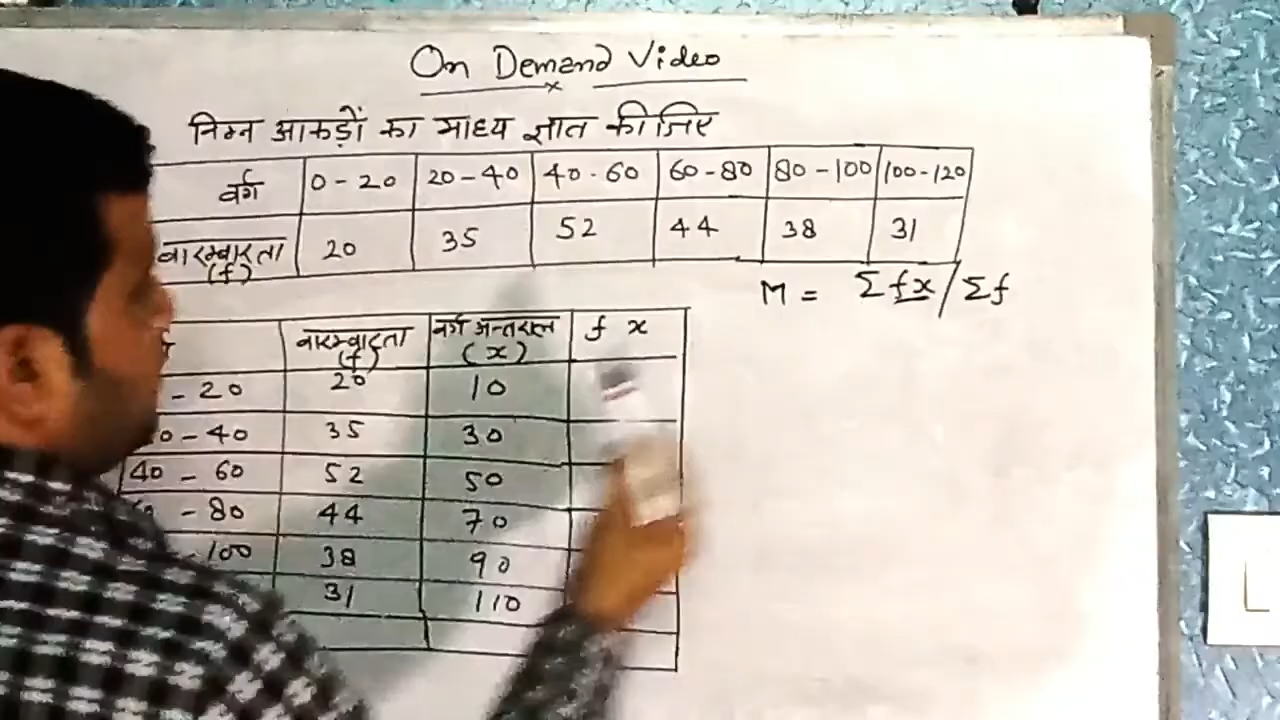 On Demand Video
निम्न आकड़ों का माध्य ज्ञात कीजिए
वर्ग 0-20 20-40 40-60 60-80 80-100 100-120
बारम्बारता (f) 20 35 52 44 38 31
M = Σfx/Σf
बारम्बारता (f) वर्ग अन्तराल (x) f x
- 20 20 10
0-40 35 30
40-60 52 50
-80 44 70
-100 38 90
31 110